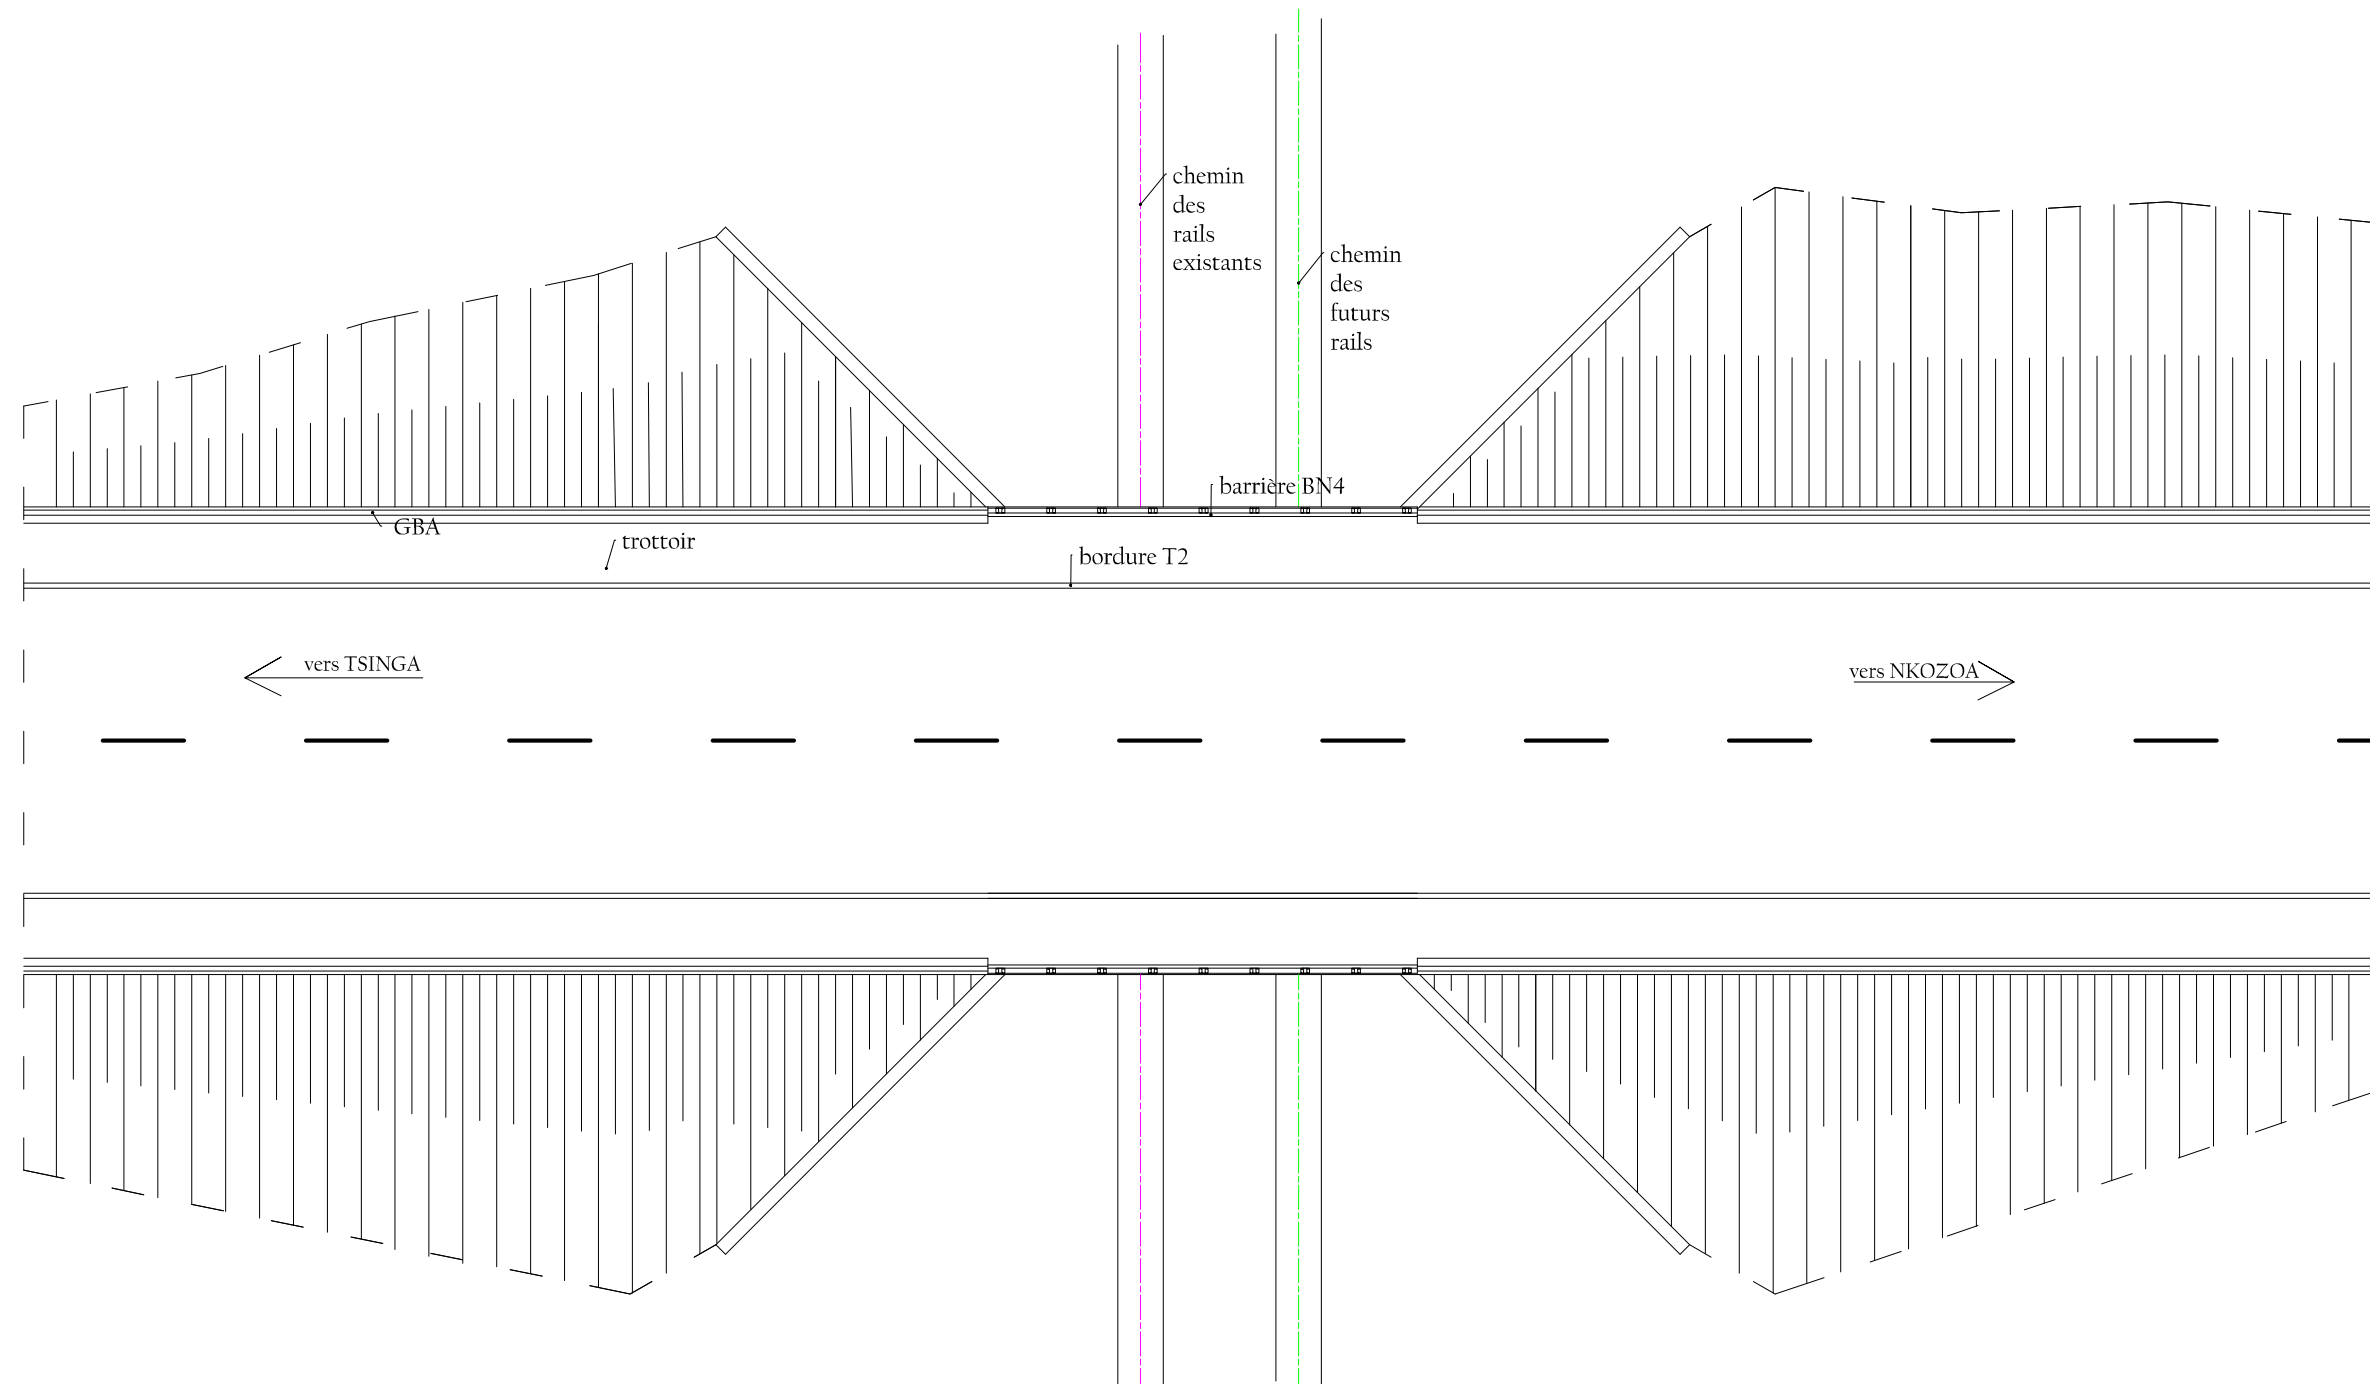 chemin
des
rails
existants
chemin
des
futurs
rails
barrière BN4
GBA
trottoir
bordure T2
vers TSINGA
vers NKOZOA